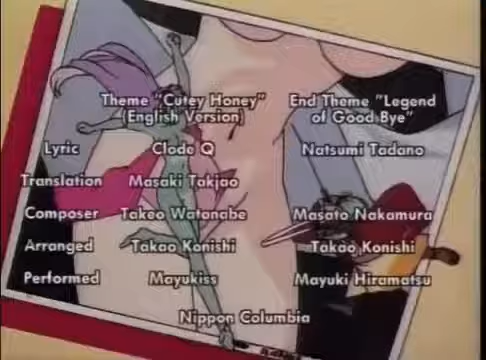 Theme "Cutey Honey" End Theme "Legend
(English Version) of Good Bye"
Lyric Clode Q Natsumi Tadano
Translation Masaki Takjao
Composer Takeo Watanabe Masato Nakamura
Arranged Takao Konishi Takao Konishi
Performed Mayukiss Mayuki Hiramatsu
Nippon Columbia